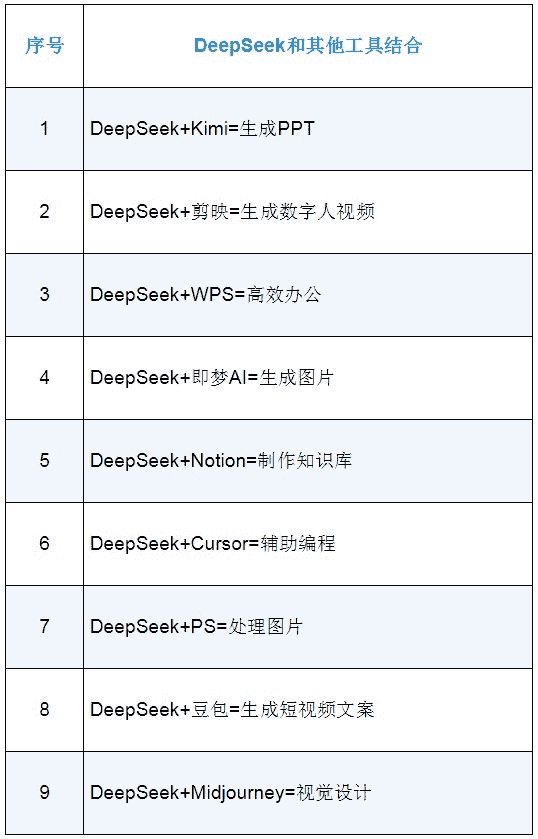 序号 DeepSeek和其他工具结合
1 DeepSeek+Kimi=生成PPT
2 DeepSeek+剪映=生成数字人视频
3 DeepSeek+WPS=高效办公
4 DeepSeek+即梦AI=生成图片
5 DeepSeek+Notion=制作知识库
6 DeepSeek+Cursor=辅助编程
7 DeepSeek+PS=处理图片
8 DeepSeek+豆包=生成短视频文案
9 DeepSeek+Midjourney=视觉设计